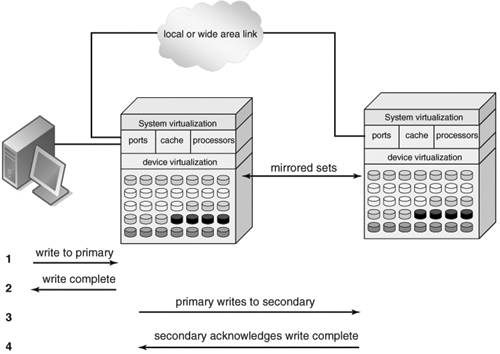 local or wide area link
System virtualization
ports cache processors
device virtualization
System virtualization
ports cache processors
device virtualization
mirrored sets
1 write to primary
2 write complete
3 primary writes to secondary
4 secondary acknowledges write complete